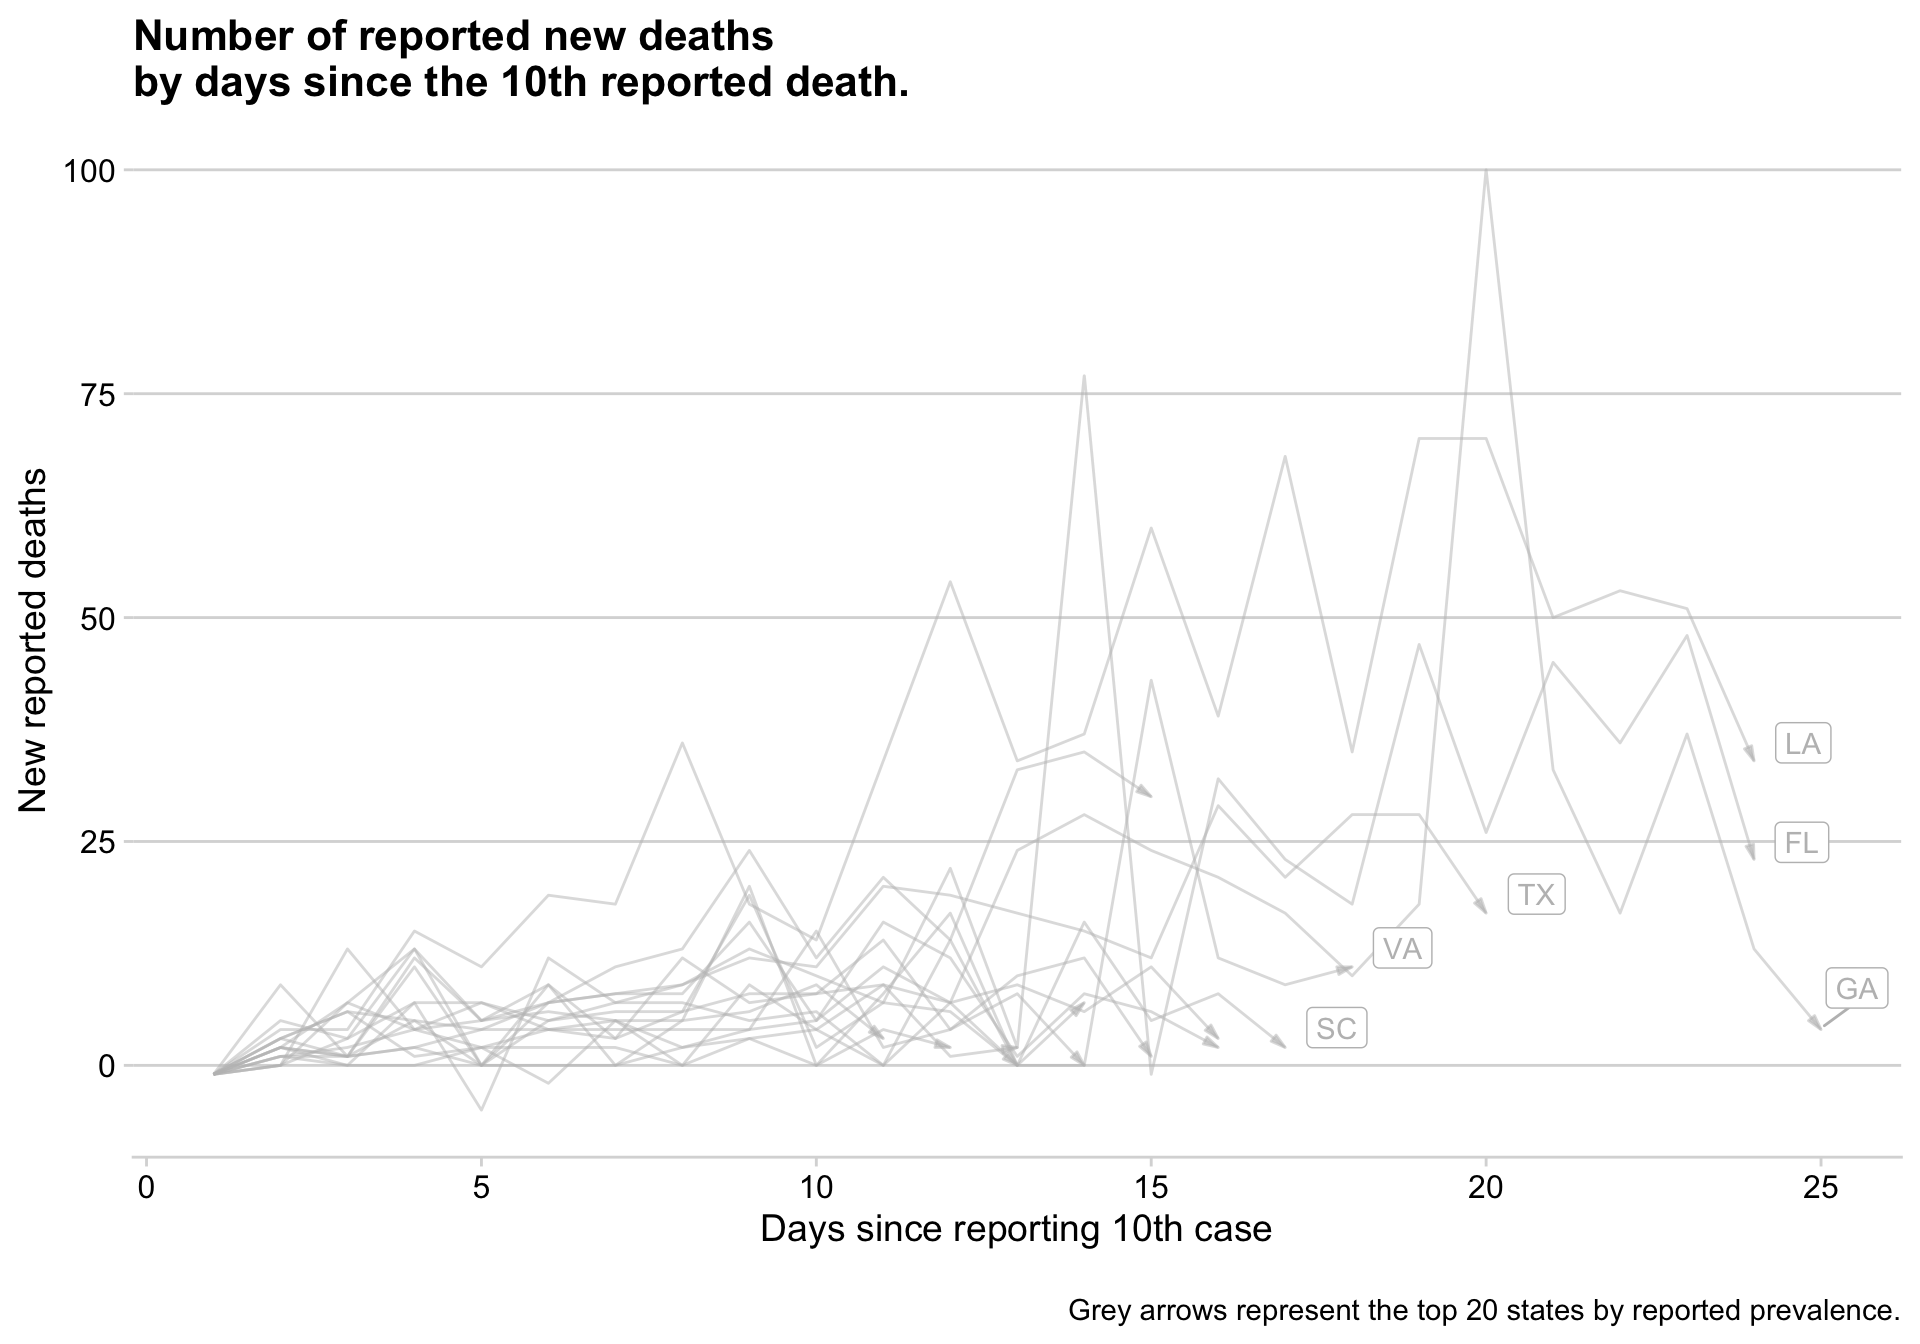 Number of reported new deaths
by days since the 10th reported death.
100
75
50
25
0
New reported deaths
LA
FL
TX
VA
GA
SC
0 5 10 15 20 25
Days since reporting 10th case
Grey arrows represent the top 20 states by reported prevalence.